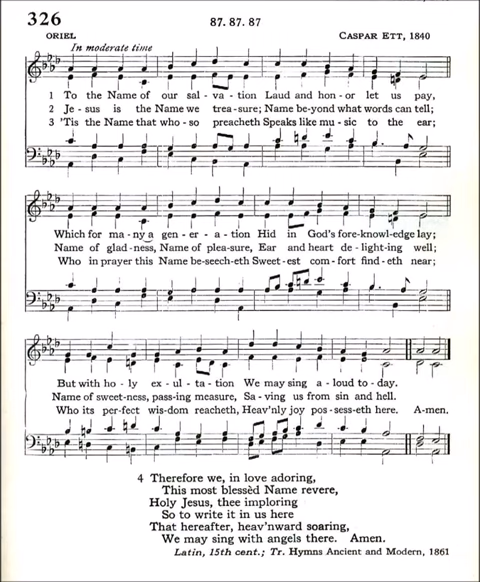 326
87. 87. 87
ORIEL
CASPAR ETT, 1840
In moderate time
1 To the Name of our sal - va - tion Laud and hon - or let us pay,
2 Je - sus is the Name we trea - sure; Name be-yond what words can tell;
3 'Tis the Name that who - so preacheth Speaks like mu - sic to the ear;
Which for ma - ny a gen - er - a - tion Hid in God's fore-knowl-edge lay;
Name of glad-ness, Name of plea-sure, Ear and heart de - light-ing well;
Who in prayer this Name be-seech-eth Sweet - est com - fort find - eth near;
But with ho - ly ex - ul - ta - tion We may sing a - loud to - day.
Name of sweet-ness, pass-ing measure, Sa - ving us from sin and hell.
Who its per-fect wis-dom reacheth, Heav'nly joy pos - sess-eth here. A-men.
4 Therefore we, in love adoring,
This most blessèd Name revere,
Holy Jesus, thee imploring
So to write it in us here
That hereafter, heav'nward soaring,
We may sing with angels there. Amen.
Latin, 15th cent.; Tr. Hymns Ancient and Modern, 1861